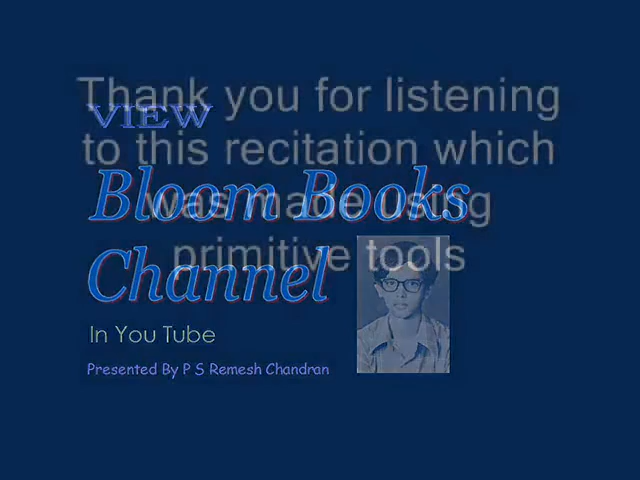 Thank you for listening
to this recitation which
was made using
primitive tools
VIEW
Bloom Books
Channel
In You Tube
Presented By P S Remesh Chandran